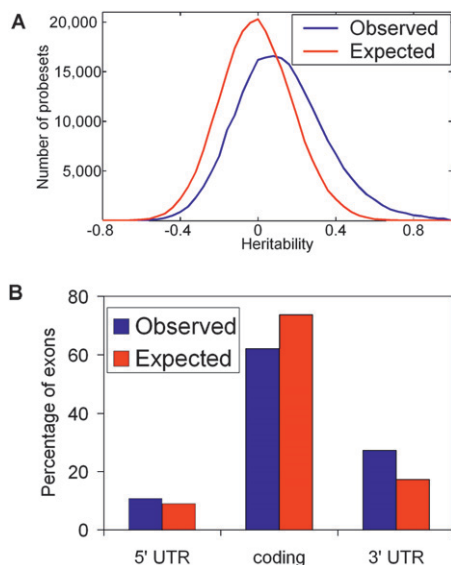 A
Number of probesets
20,000
15,000
10,000
5,000
Observed
Expected
-0.8
-0.4
0
0.4
0.8
Heritability
B
Percentage of exons
80
60
40
20
0
Observed
Expected
5' UTR
coding
3' UTR